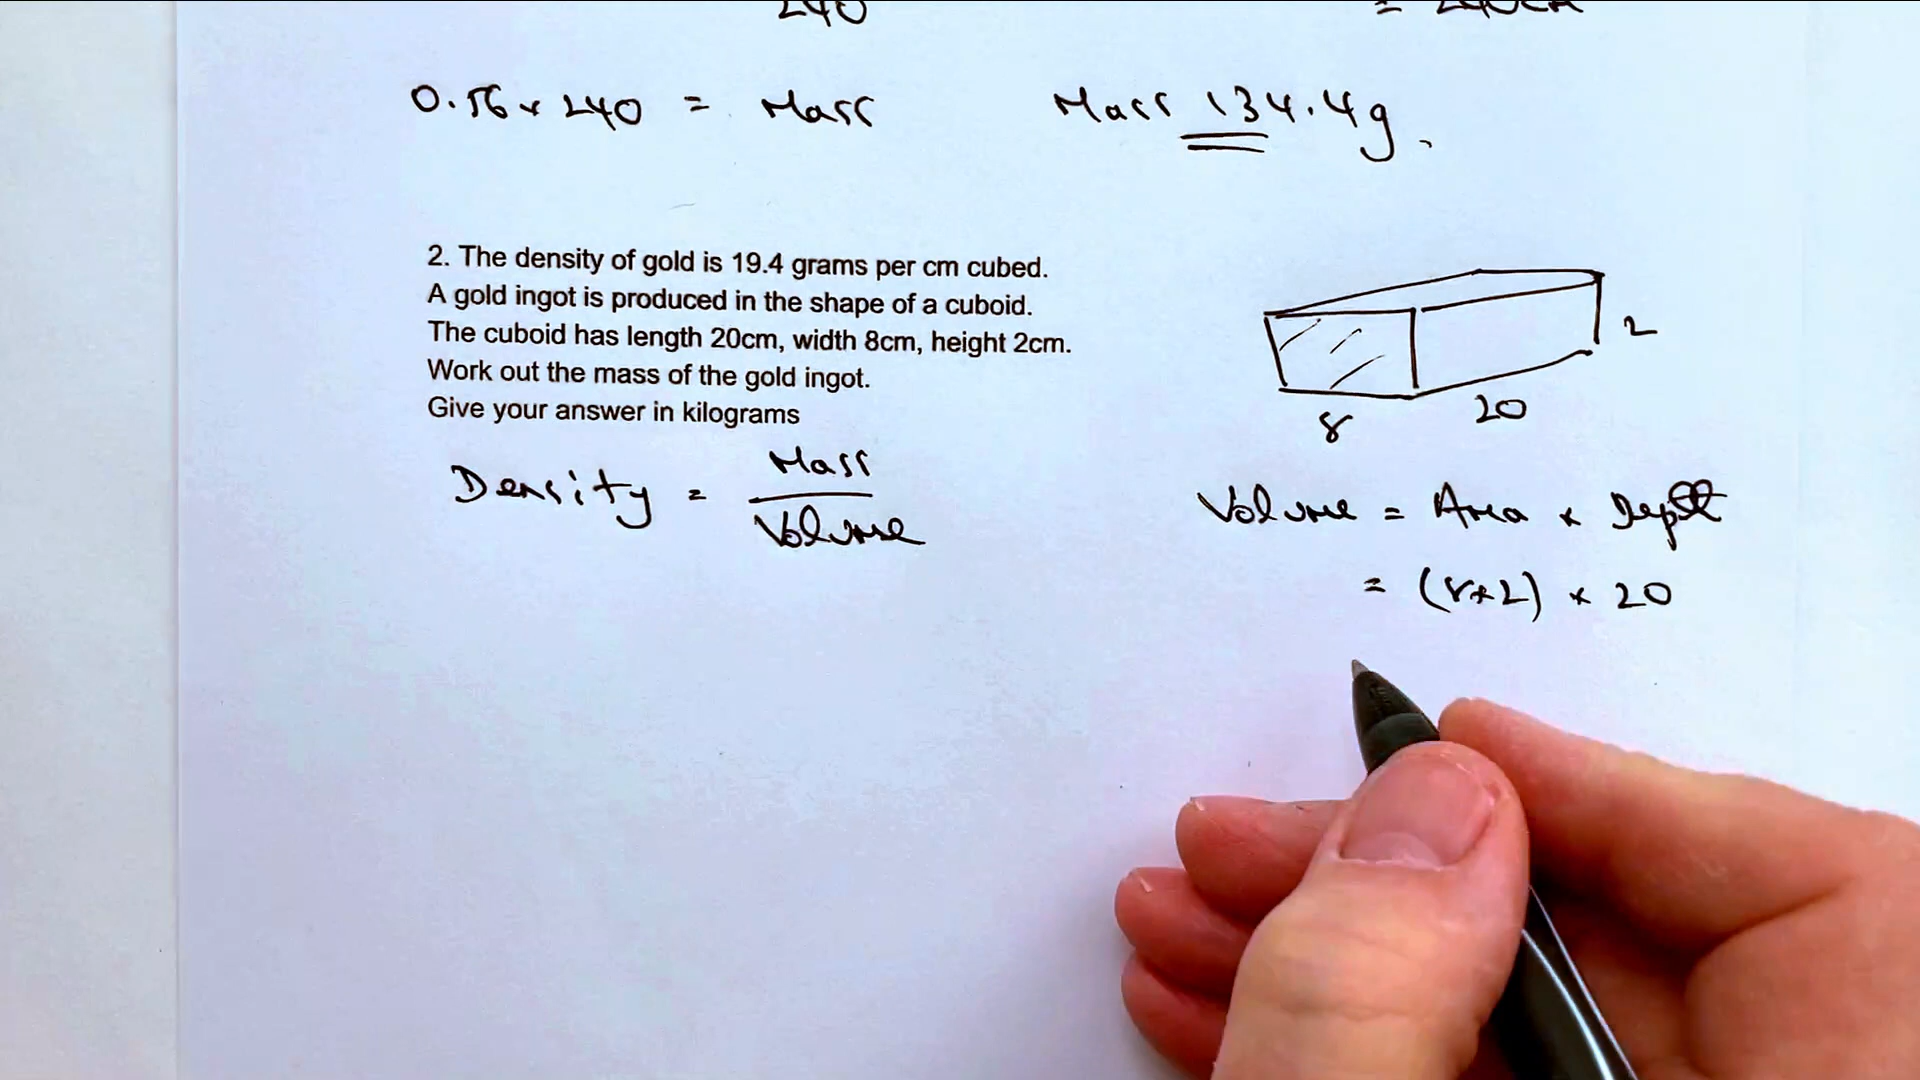 240
0.56 × 240 = Mass
Mass 134.4g.
2. The density of gold is 19.4 grams per cm cubed.
A gold ingot is produced in the shape of a cuboid.
The cuboid has length 20cm, width 8cm, height 2cm.
Work out the mass of the gold ingot.
Give your answer in kilograms
2
8
20
Density = Mass
Volume
Volume = Area × Depth
= (8×2) × 20